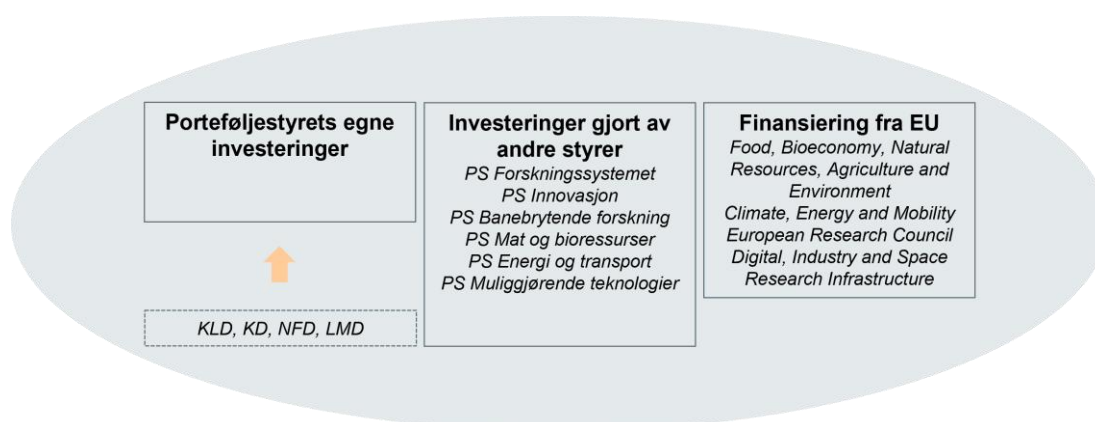 Porteføljestyrets egne
investeringer
KLD, KD, NFD, LMD
Investeringer gjort av
andre styrer
PS Forskningssystemet
PS Innovasjon
PS Banebrytende forskning
PS Mat og bioressurser
PS Energi og transport
PS Muliggjørende teknologier
Finansiering fra EU
Food, Bioeconomy, Natural
Resources, Agriculture and
Environment
Climate, Energy and Mobility
European Research Council
Digital, Industry and Space
Research Infrastructure